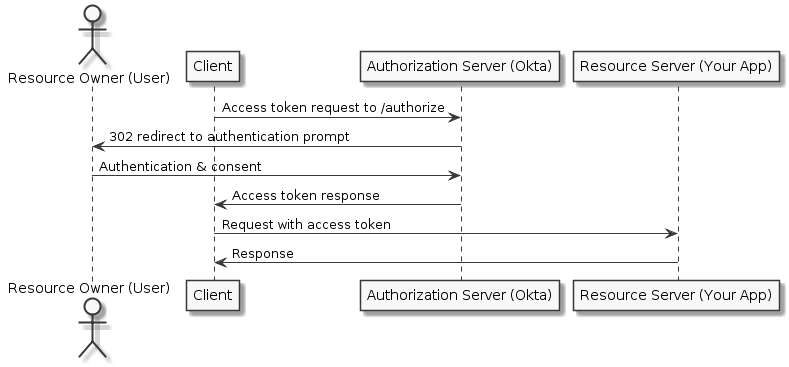 Resource Owner (User)
Client
Authorization Server (Okta)
Resource Server (Your App)
Access token request to /authorize
302 redirect to authentication prompt
Authentication & consent
Access token response
Request with access token
Response
Resource Owner (User)
Client
Authorization Server (Okta)
Resource Server (Your App)